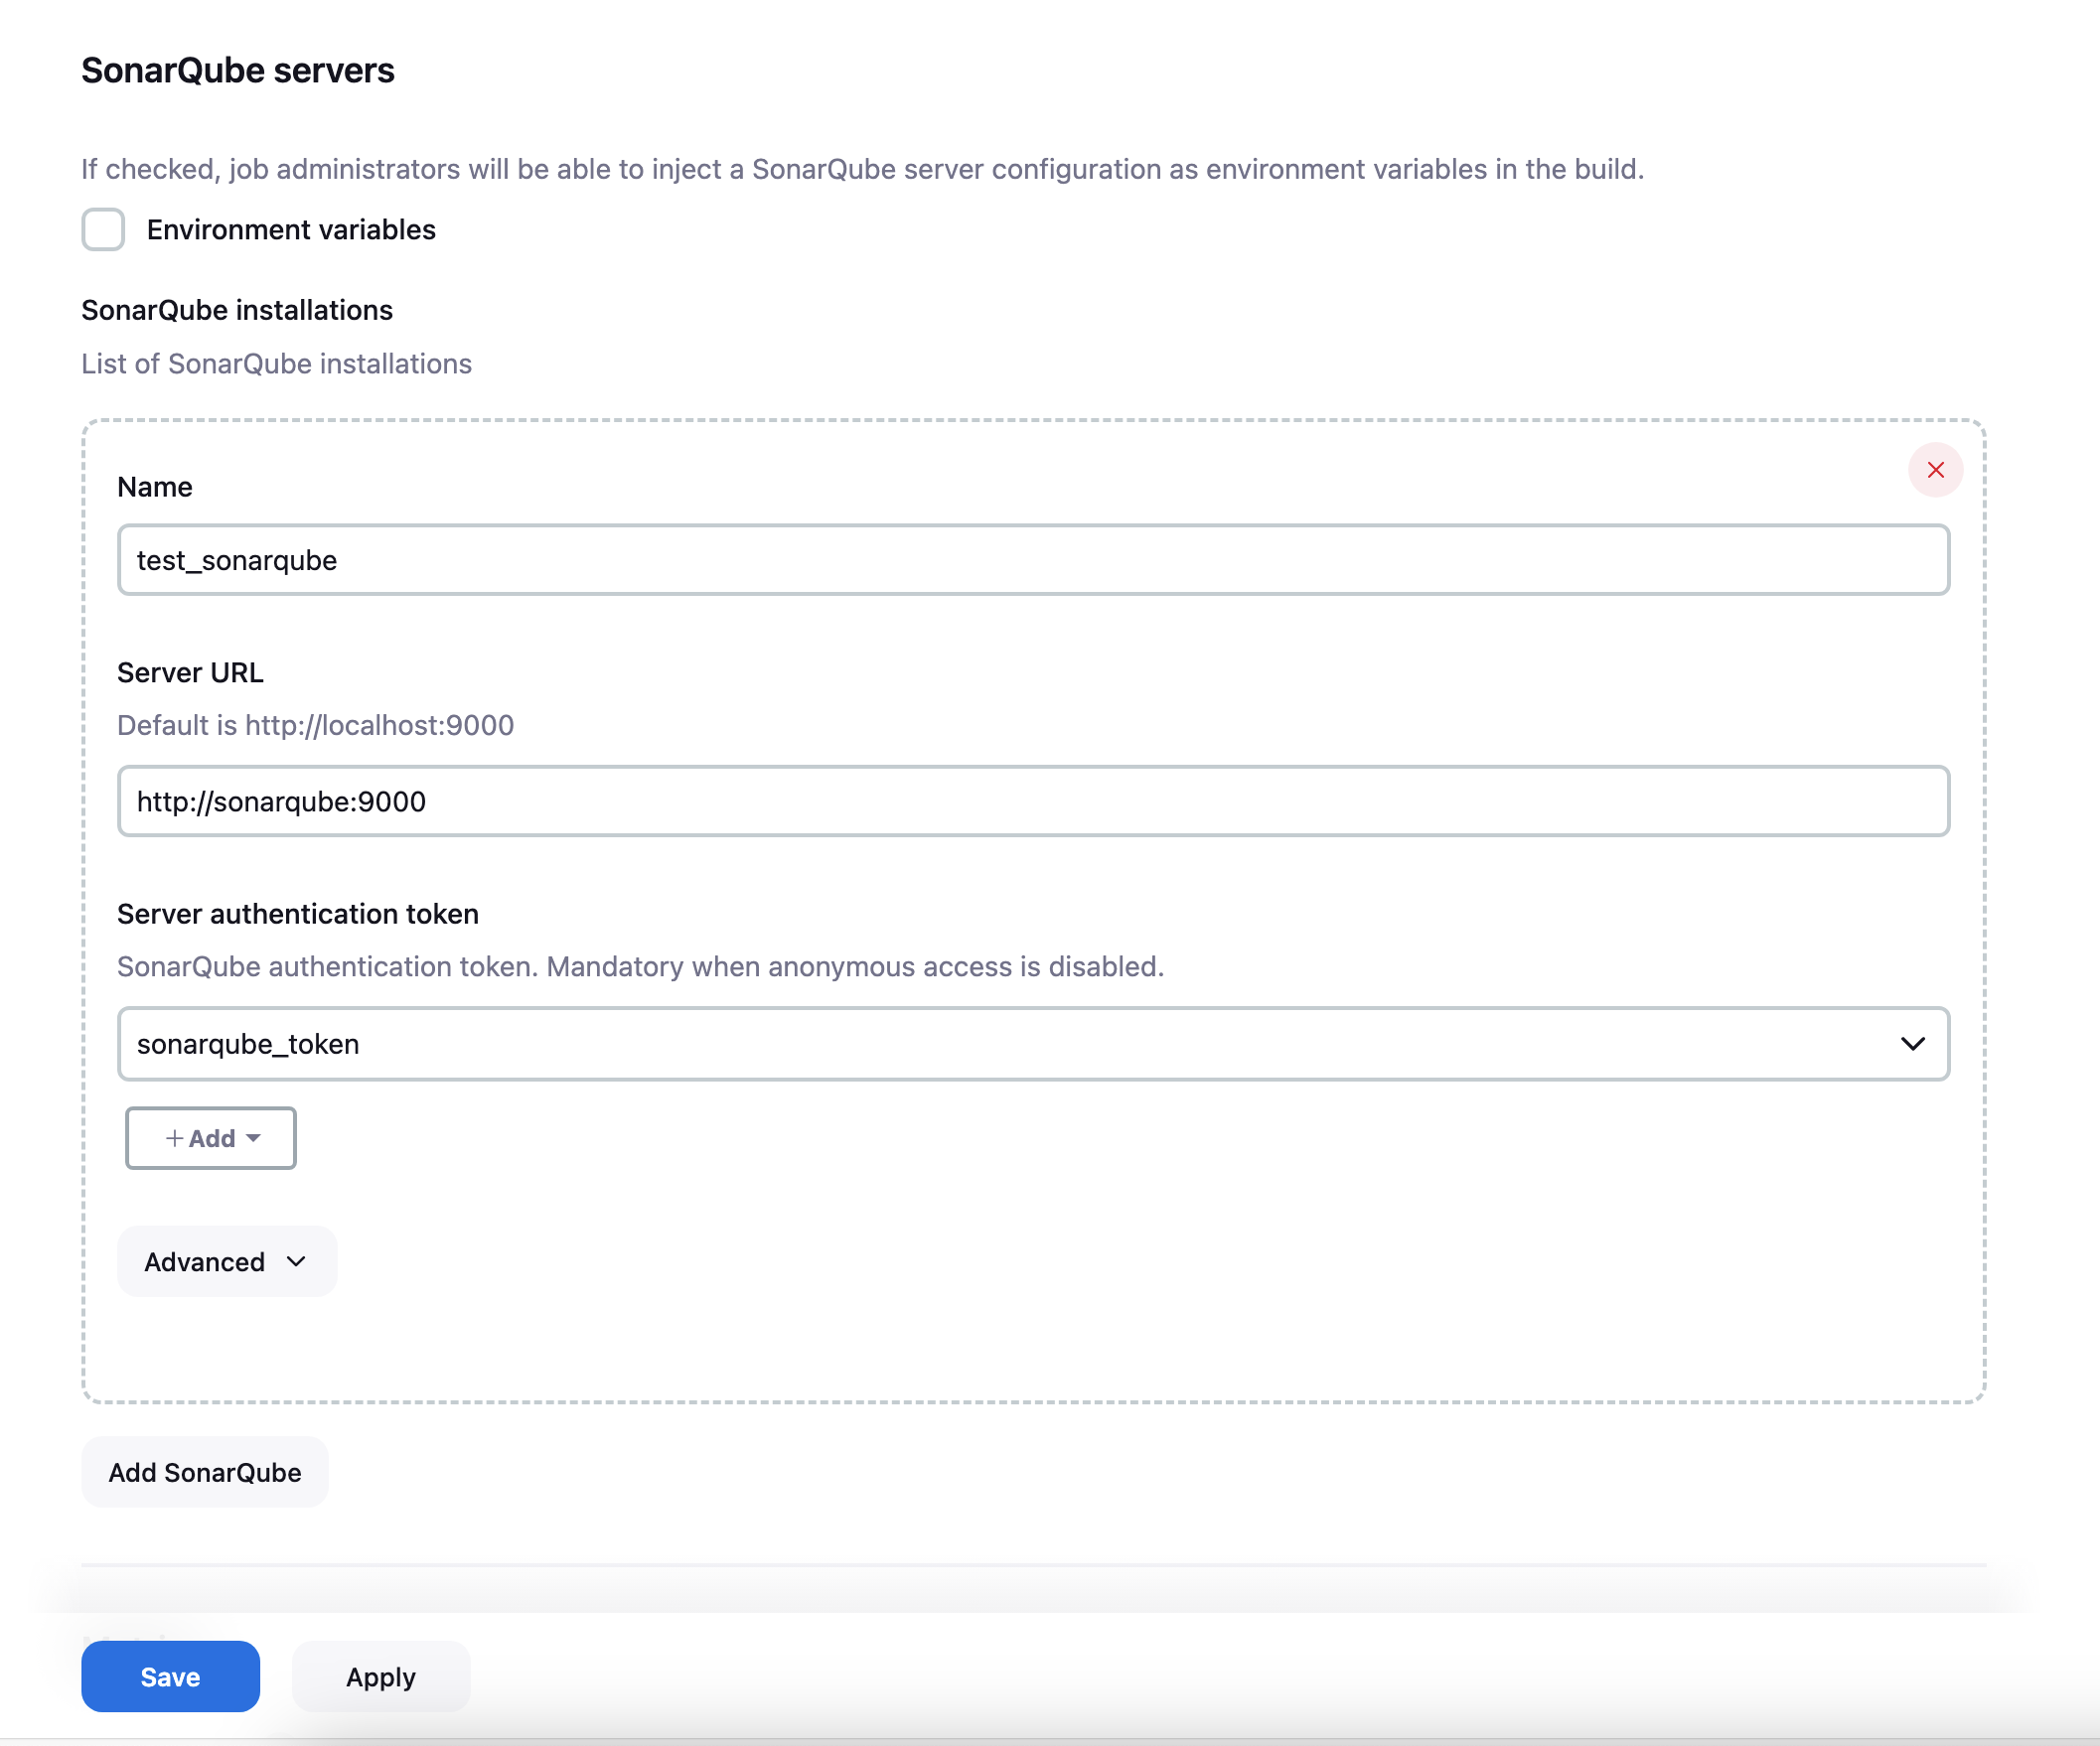 SonarQube servers
If checked, job administrators will be able to inject a SonarQube server configuration as environment variables in the build.
Environment variables
SonarQube installations
List of SonarQube installations
Name
test_sonarqube
Server URL
Default is http://localhost:9000
http://sonarqube:9000
Server authentication token
SonarQube authentication token. Mandatory when anonymous access is disabled.
sonarqube_token
+ Add
Advanced
Add SonarQube
Save
Apply